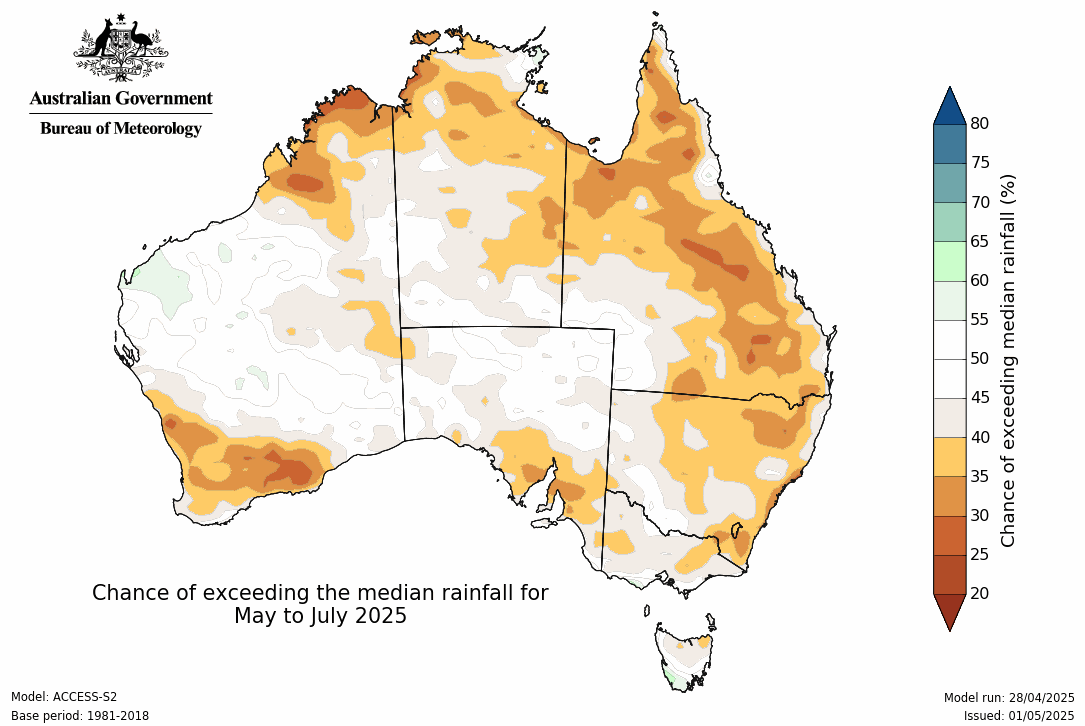 Australian Government
Bureau of Meteorology
80
75
70
65
60
55
50
45
40
35
30
25
20
Chance of exceeding median rainfall (%)
Chance of exceeding the median rainfall for
May to July 2025
Model: ACCESS-S2
Base period: 1981-2018
Model run: 28/04/2025
Issued: 01/05/2025